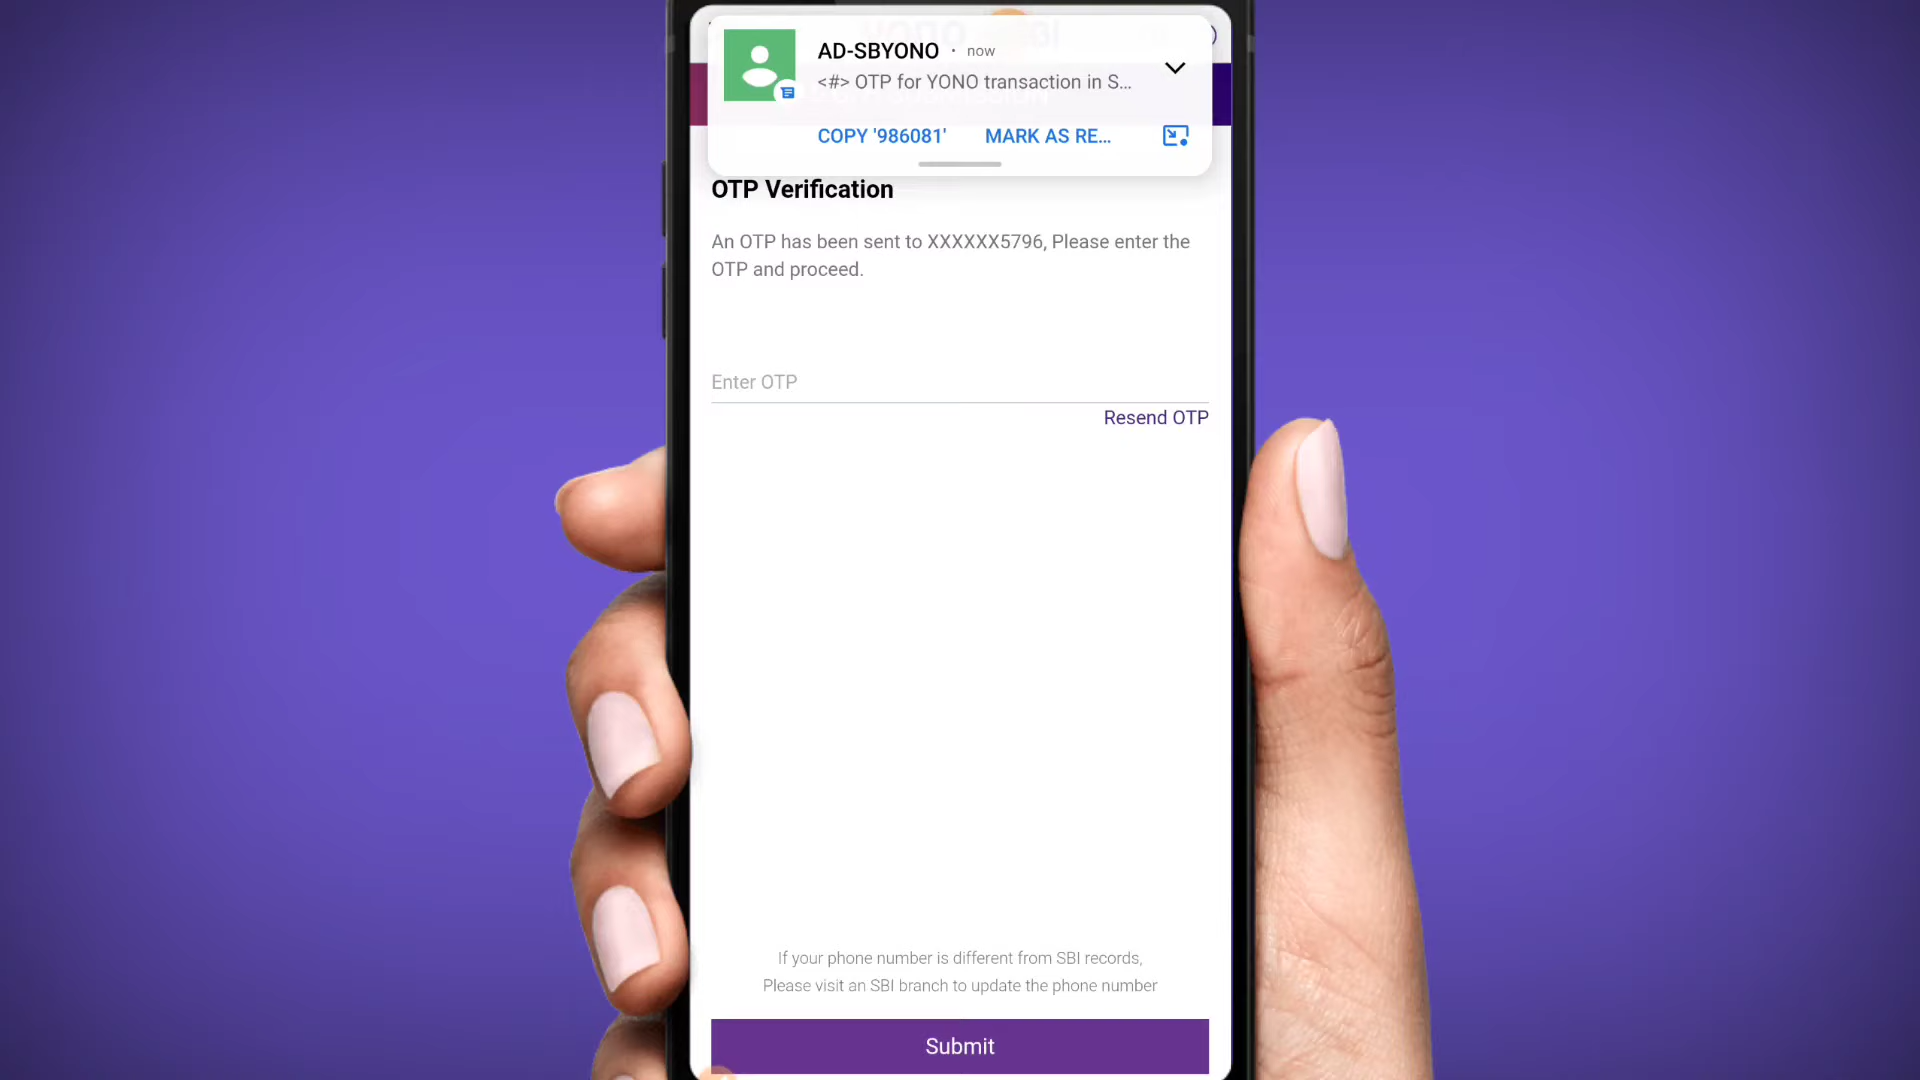 AD-SBYONO • now
<#> OTP for YONO transaction in S...
COPY '986081' MARK AS RE...
OTP Verification
An OTP has been sent to XXXXXX5796, Please enter the
OTP and proceed.
Enter OTP
Resend OTP
If your phone number is different from SBI records,
Please visit an SBI branch to update the phone number
Submit